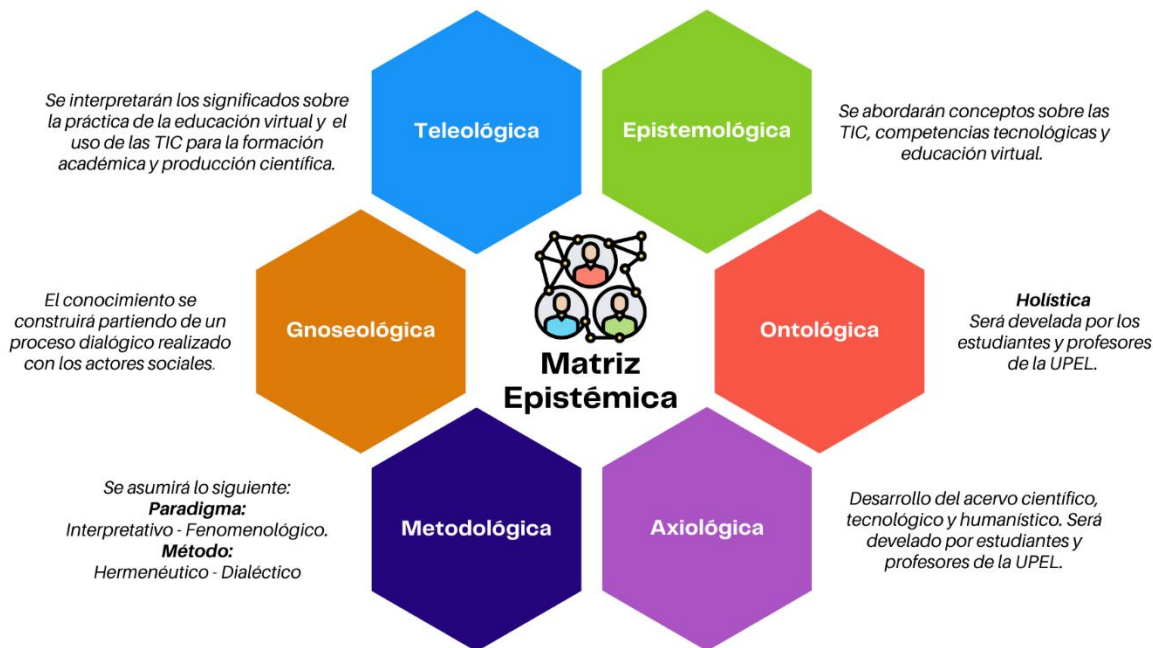 Teleológica
Se interpretarán los significados sobre
la práctica de la educación virtual y el
uso de las TIC para la formación
académica y producción científica.
Epistemológica
Se abordarán conceptos sobre las
TIC, competencias tecnológicas y
educación virtual.
Gnoseológica
El conocimiento se
construirá partiendo de un
proceso dialógico realizado
con los actores sociales.
Matriz
Epistémica
Ontológica
Holística
Será develada por los
estudiantes y profesores
de la UPEL.
Metodológica
Se asumirá lo siguiente:
Paradigma:
Interpretativo - Fenomenológico.
Método:
Hermenéutico - Dialéctico
Axiológica
Desarrollo del acervo científico,
tecnológico y humanístico. Será
develado por estudiantes y
profesores de la UPEL.